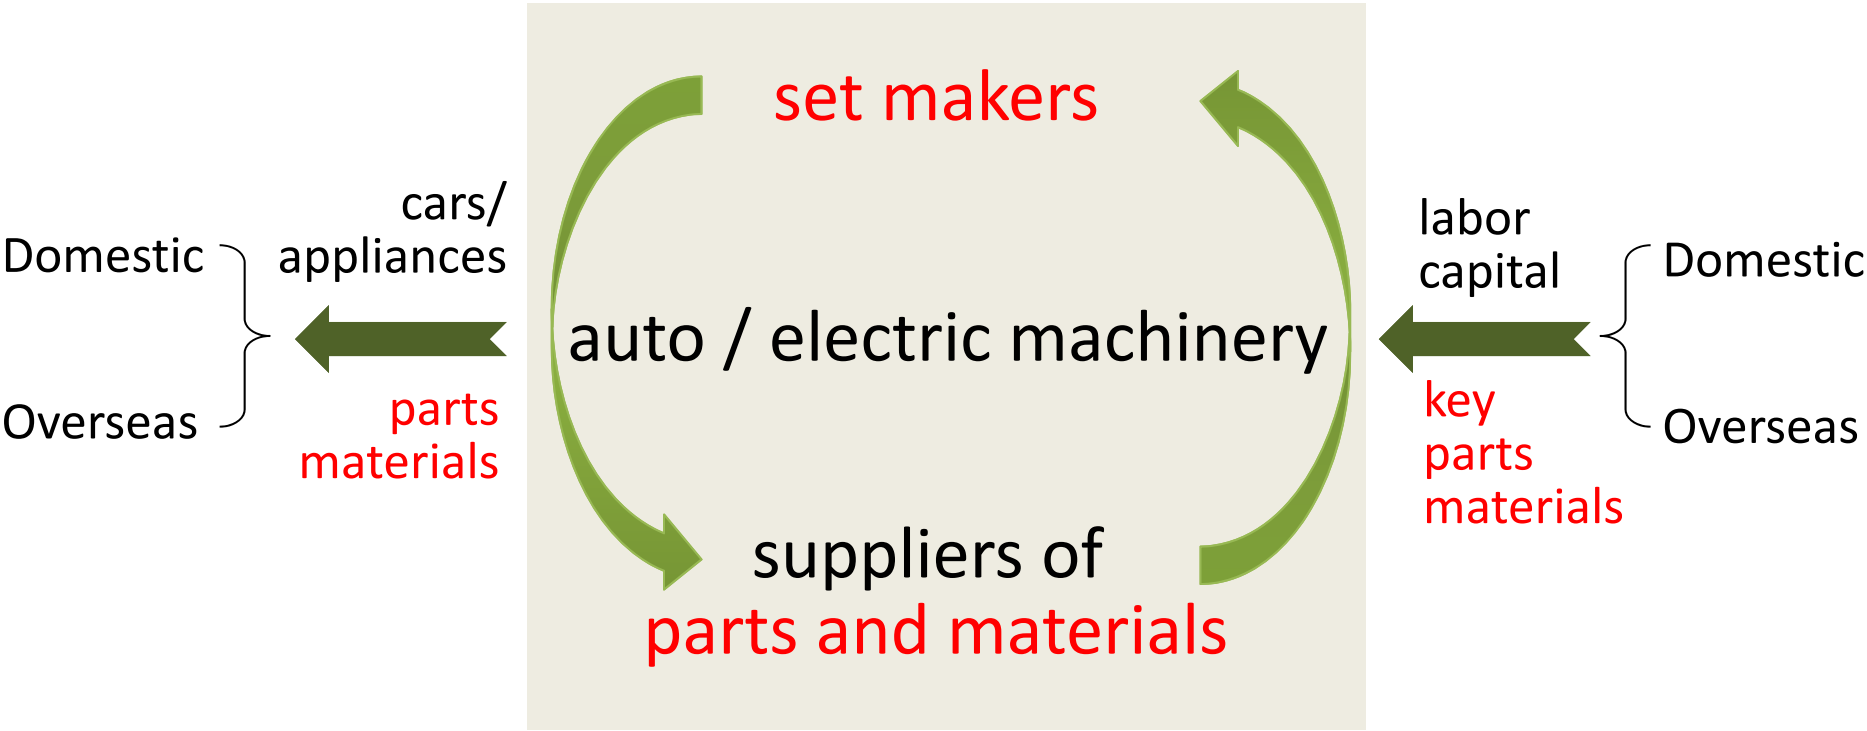 set makers
cars/
appliances
Domestic
Overseas
parts
materials
auto / electric machinery
suppliers of
parts and materials
labor
capital
key
parts
materials
Domestic
Overseas